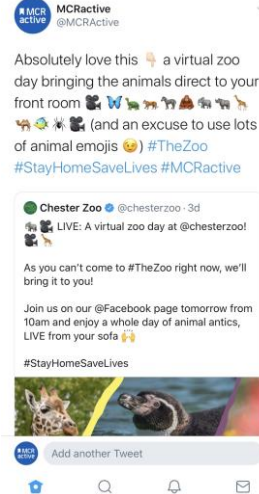 MCR
active
MCRactive
@MCRActive
Absolutely love this 👇🏻 a virtual zoo
day bringing the animals direct to your
front room 🎥🦋🐊🐅🐪🦧🐘🦓🦒
🐪🐠🕷🎥 (and an excuse to use lots
of animal emojis 😉) #TheZoo
#StayHomeSaveLives #MCRactive
Chester Zoo @chesterzoo · 3d
🐘🎥 LIVE: A virtual zoo day at @chesterzoo!
🎥🦒
As you can't come to #TheZoo right now, we'll
bring it to you!
Join us on our @Facebook page tomorrow from
10am and enjoy a whole day of animal antics,
LIVE from your sofa 🙌
#StayHomeSaveLives
MCR
active
Add another Tweet